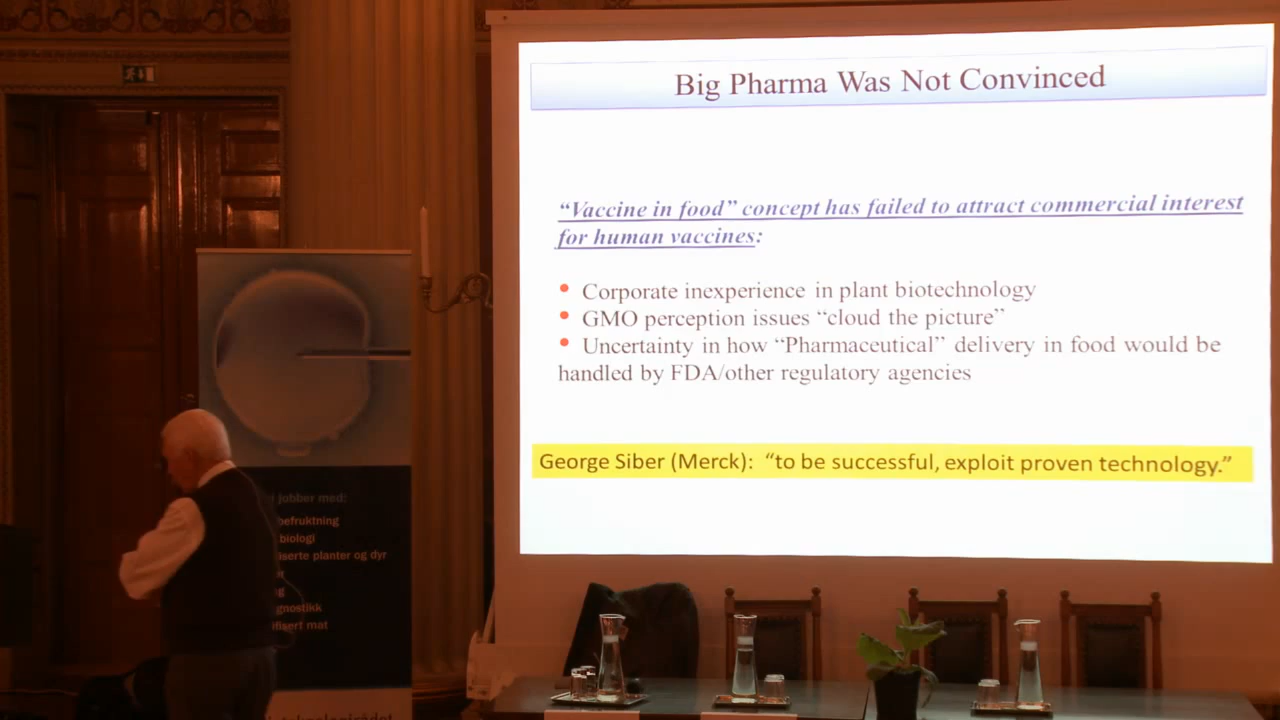 Big Pharma Was Not Convinced
“Vaccine in food” concept has failed to attract commercial interest
for human vaccines:
• Corporate inexperience in plant biotechnology
• GMO perception issues “cloud the picture”
• Uncertainty in how “Pharmaceutical” delivery in food would be
handled by FDA/other regulatory agencies
George Siber (Merck): “to be successful, exploit proven technology.”
i jobber med:
befruktning
biologi
iserte planter og dyr
gnostikk
ifisert mat